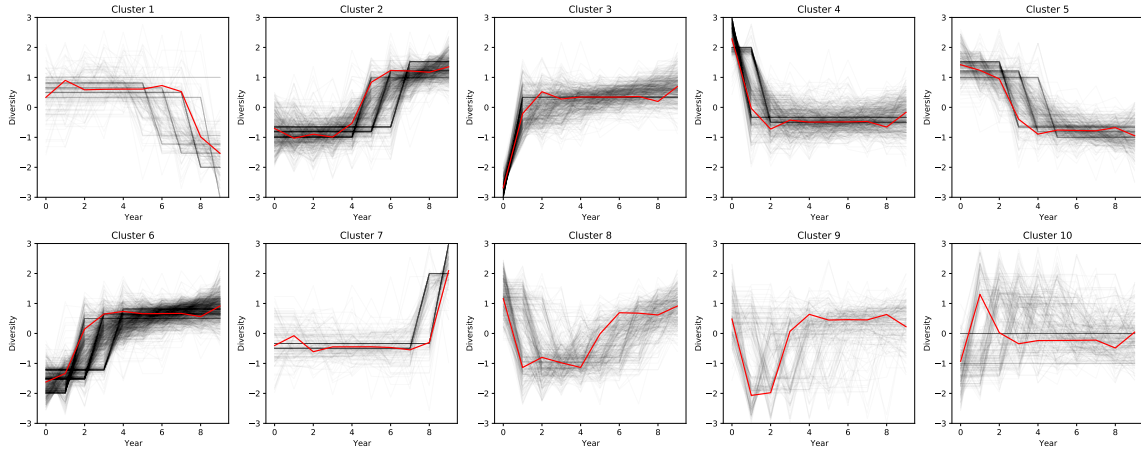 Cluster 1
Cluster 2
Cluster 3
Cluster 4
Cluster 5
Diversity
3
2
1
0
−1
−2
−3
0 2 4 6 8
Year
Diversity
3
2
1
0
−1
−2
−3
0 2 4 6 8
Year
Diversity
3
2
1
0
−1
−2
−3
0 2 4 6 8
Year
Diversity
3
2
1
0
−1
−2
−3
0 2 4 6 8
Year
Diversity
3
2
1
0
−1
−2
−3
0 2 4 6 8
Year
Cluster 6
Cluster 7
Cluster 8
Cluster 9
Cluster 10
Diversity
3
2
1
0
−1
−2
−3
0 2 4 6 8
Year
Diversity
3
2
1
0
−1
−2
−3
0 2 4 6 8
Year
Diversity
3
2
1
0
−1
−2
−3
0 2 4 6 8
Year
Diversity
3
2
1
0
−1
−2
−3
0 2 4 6 8
Year
Diversity
3
2
1
0
−1
−2
−3
0 2 4 6 8
Year